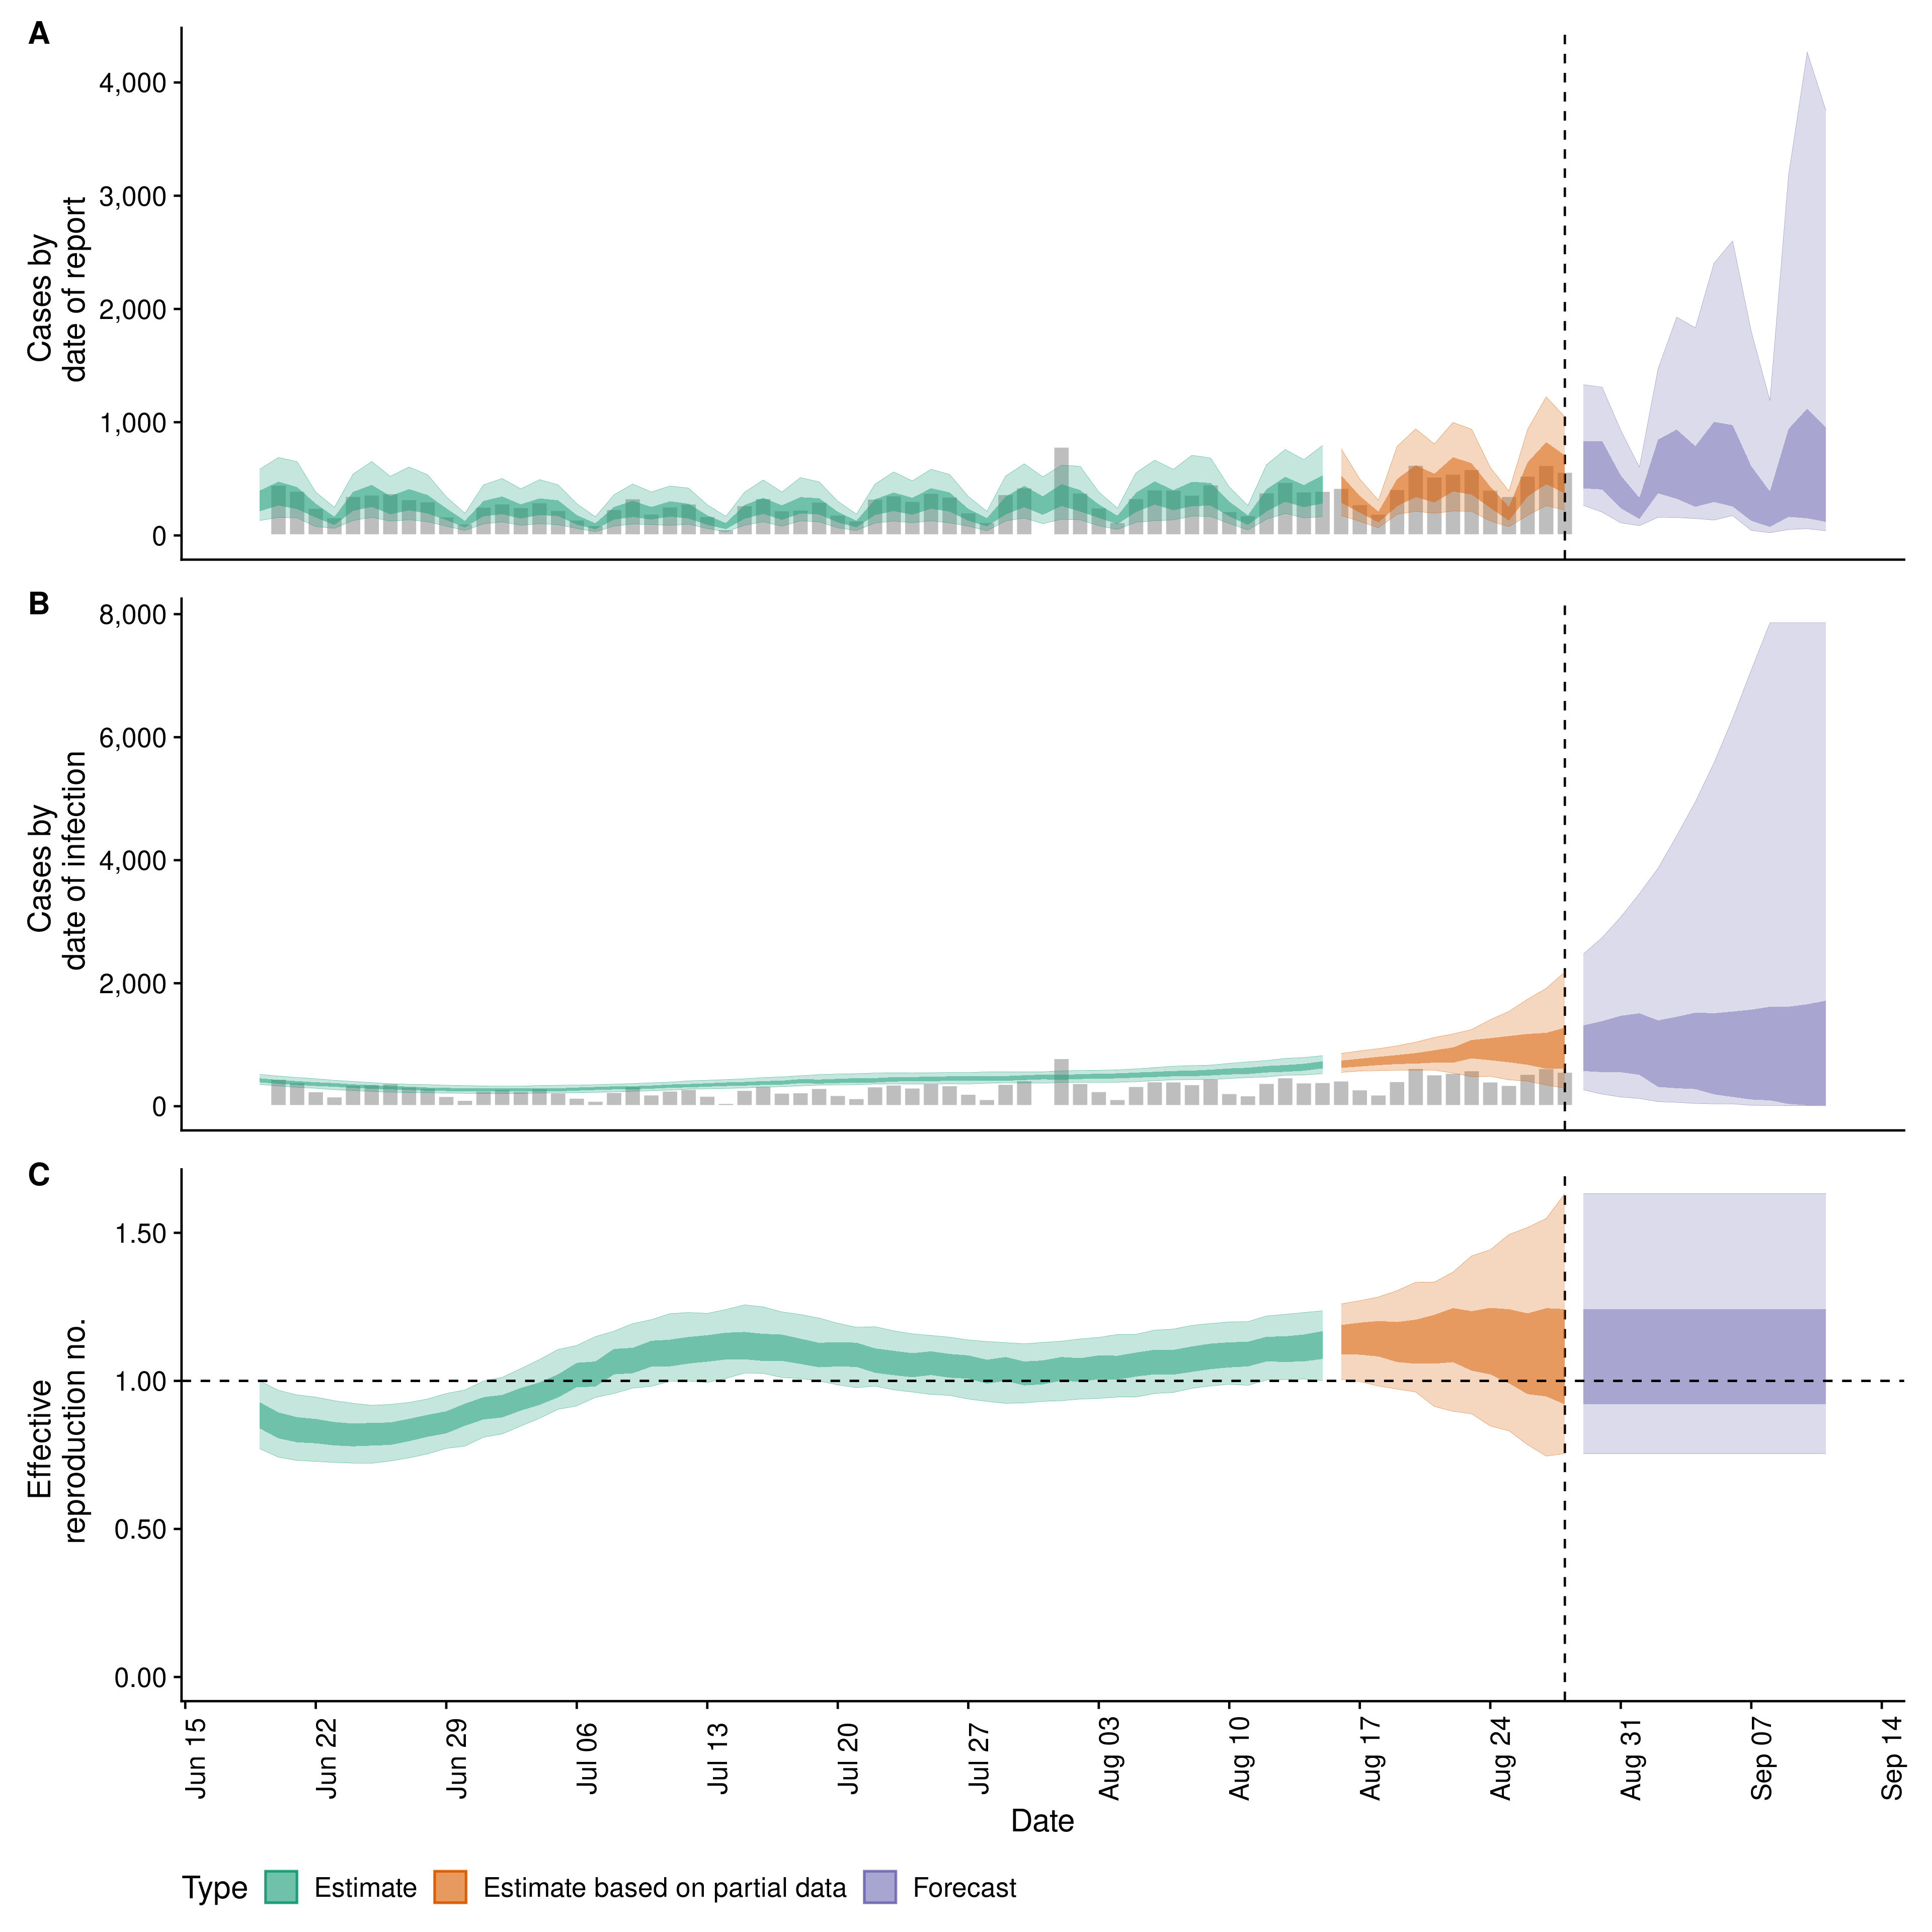 A
4,000
3,000
2,000
1,000
0
Cases by
date of report
B
8,000
6,000
4,000
2,000
0
Cases by
date of infection
C
1.50
1.00
0.50
0.00
Effective
reproduction no.
Jun 15
Jun 22
Jun 29
Jul 06
Jul 13
Jul 20
Jul 27
Aug 03
Aug 10
Aug 17
Aug 24
Aug 31
Sep 07
Sep 14
Date
Type
Estimate
Estimate based on partial data
Forecast